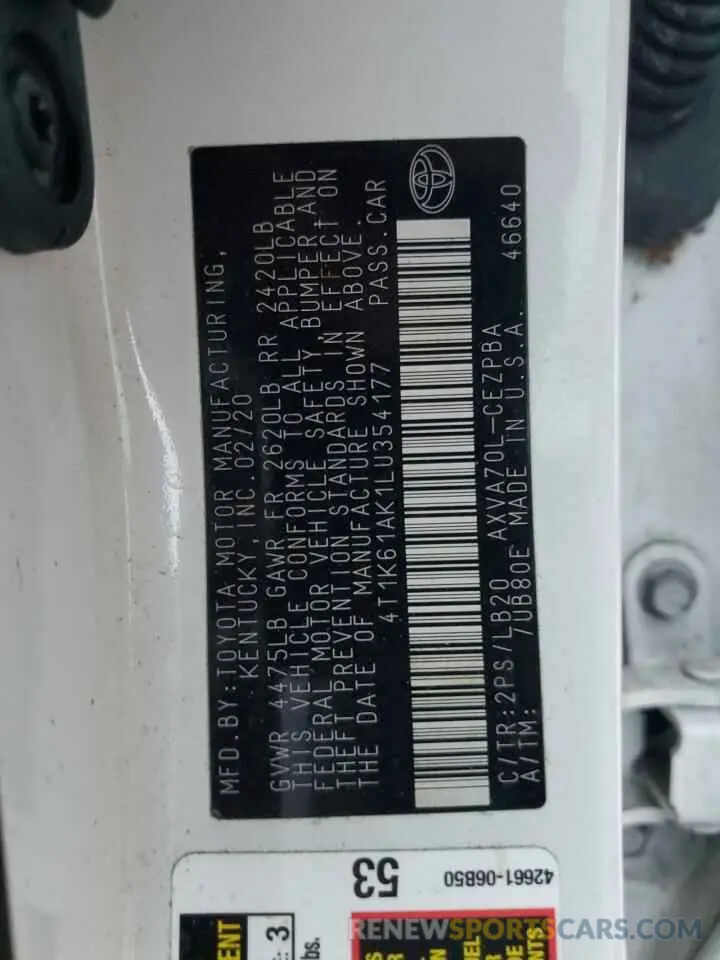 MFD. BY: TOYOTA MOTOR MANUFACTURING,
KENTUCKY, INC. 02/20
GVWR 4475LB GAWR FR 2620LB RR 2420LB
THIS VEHICLE CONFORMS TO ALL APPLICABLE
FEDERAL MOTOR VEHICLE SAFETY, BUMPER AND
THEFT PREVENTION STANDARDS IN EFFECT ON
THE DATE OF MANUFACTURE SHOWN ABOVE.
4T1K61AK1LU354177 PASS. CAR
C/TR: 2PS/LB20 AXVA70L-CEZPBA
A/TM: /UB80E MADE IN U.S.A. 46640
53
42661-06B50
3
bs.
RENEWSPORTSCARS.COM